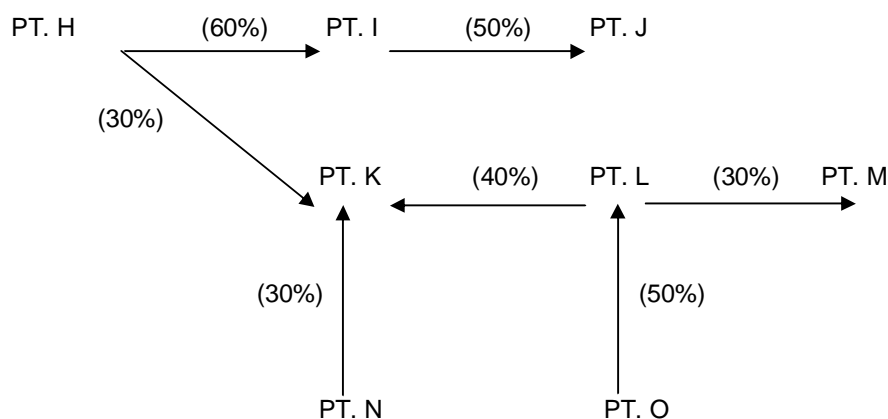 PT. H (60%) PT. I (50%) PT. J
(30%)
PT. K (40%) PT. L (30%) PT. M
(30%) (50%)
PT. N PT. O